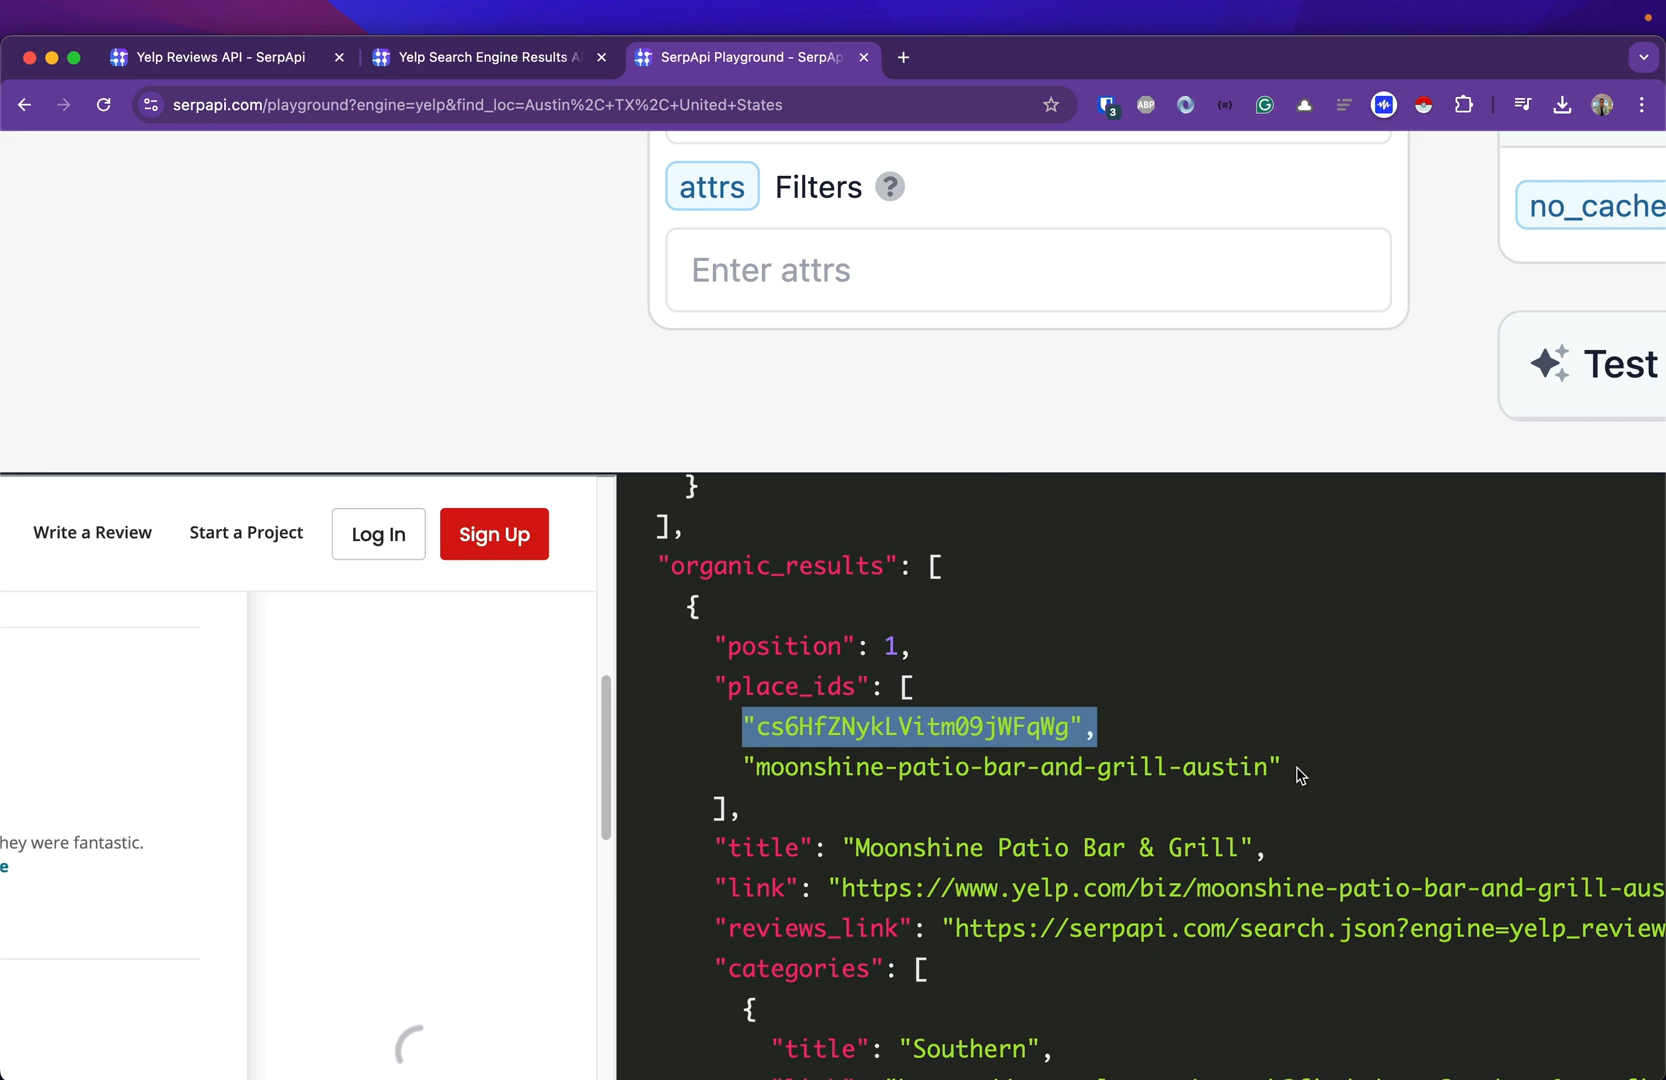 Yelp Reviews API - SerpApi
Yelp Search Engine Results A
SerpApi Playground - SerpAp
serpapi.com/playground?engine=yelp&find_loc=Austin%2C+TX%2C+United+States
3
ABP
attrs Filters ?
Enter attrs
no_cache
Test
Write a Review Start a Project Log In Sign Up
hey were fantastic.
e
}
],
"organic_results": [
{
"position": 1,
"place_ids": [
"cs6HfZNykLVitm09jWFqWg",
"moonshine-patio-bar-and-grill-austin"
],
"title": "Moonshine Patio Bar & Grill",
"link": "https://www.yelp.com/biz/moonshine-patio-bar-and-grill-aus
"reviews_link": "https://serpapi.com/search.json?engine=yelp_review
"categories": [
{
"title": "Southern",